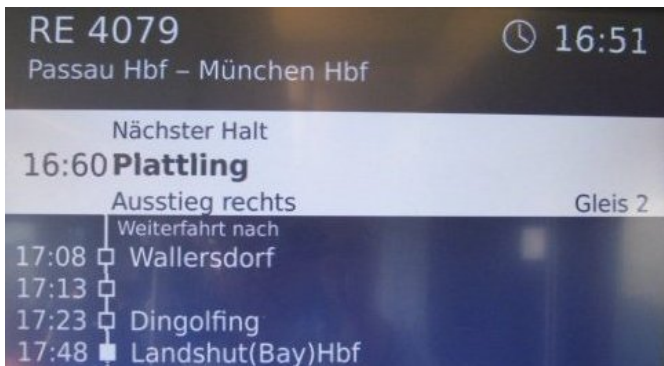 RE 4079
16:51
Passau Hbf – München Hbf
Nächster Halt
16:60 Plattling
Ausstieg rechts Gleis 2
Weiterfahrt nach
17:08 Wallersdorf
17:13
17:23 Dingolfing
17:48 Landshut(Bay)Hbf